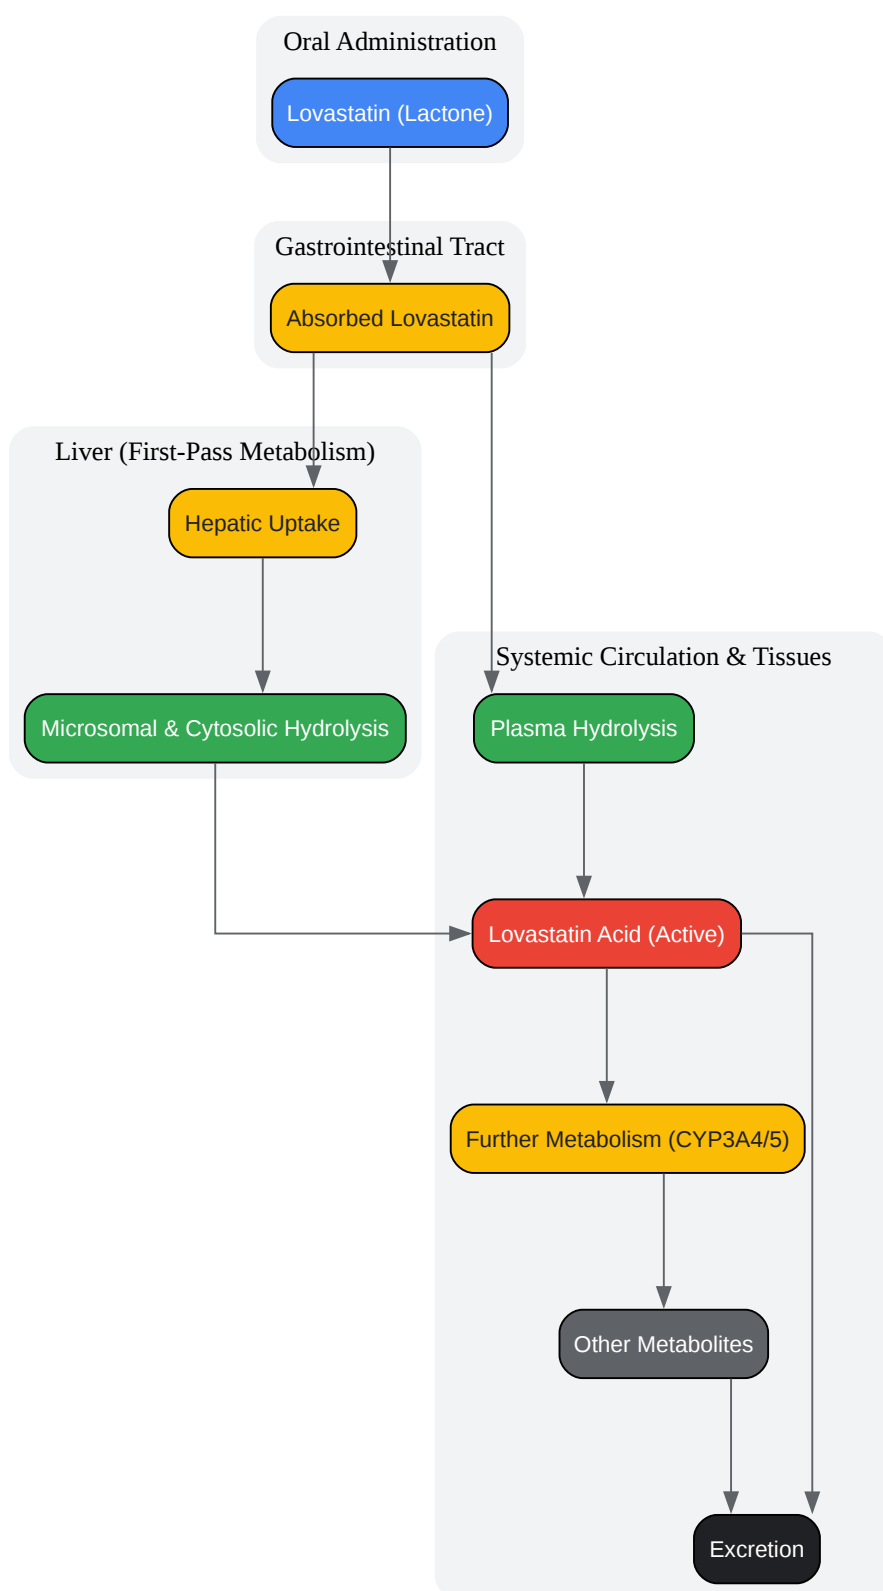 Oral Administration
Lovastatin (Lactone)
Gastrointestinal Tract
Absorbed Lovastatin
Liver (First-Pass Metabolism)
Hepatic Uptake
Microsomal & Cytosolic Hydrolysis
Systemic Circulation & Tissues
Plasma Hydrolysis
Lovastatin Acid (Active)
Further Metabolism (CYP3A4/5)
Other Metabolites
Excretion